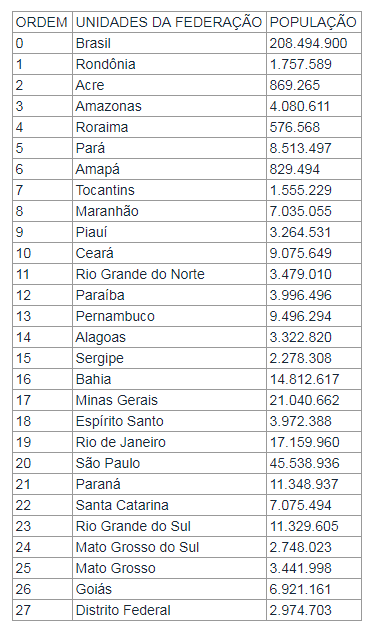 ORDEM UNIDADES DA FEDERAÇÃO POPULAÇÃO
0 Brasil 208.494.900
1 Rondônia 1.757.589
2 Acre 869.265
3 Amazonas 4.080.611
4 Roraima 576.568
5 Pará 8.513.497
6 Amapá 829.494
7 Tocantins 1.555.229
8 Maranhão 7.035.055
9 Piauí 3.264.531
10 Ceará 9.075.649
11 Rio Grande do Norte 3.479.010
12 Paraíba 3.996.496
13 Pernambuco 9.496.294
14 Alagoas 3.322.820
15 Sergipe 2.278.308
16 Bahia 14.812.617
17 Minas Gerais 21.040.662
18 Espírito Santo 3.972.388
19 Rio de Janeiro 17.159.960
20 São Paulo 45.538.936
21 Paraná 11.348.937
22 Santa Catarina 7.075.494
23 Rio Grande do Sul 11.329.605
24 Mato Grosso do Sul 2.748.023
25 Mato Grosso 3.441.998
26 Goiás 6.921.161
27 Distrito Federal 2.974.703